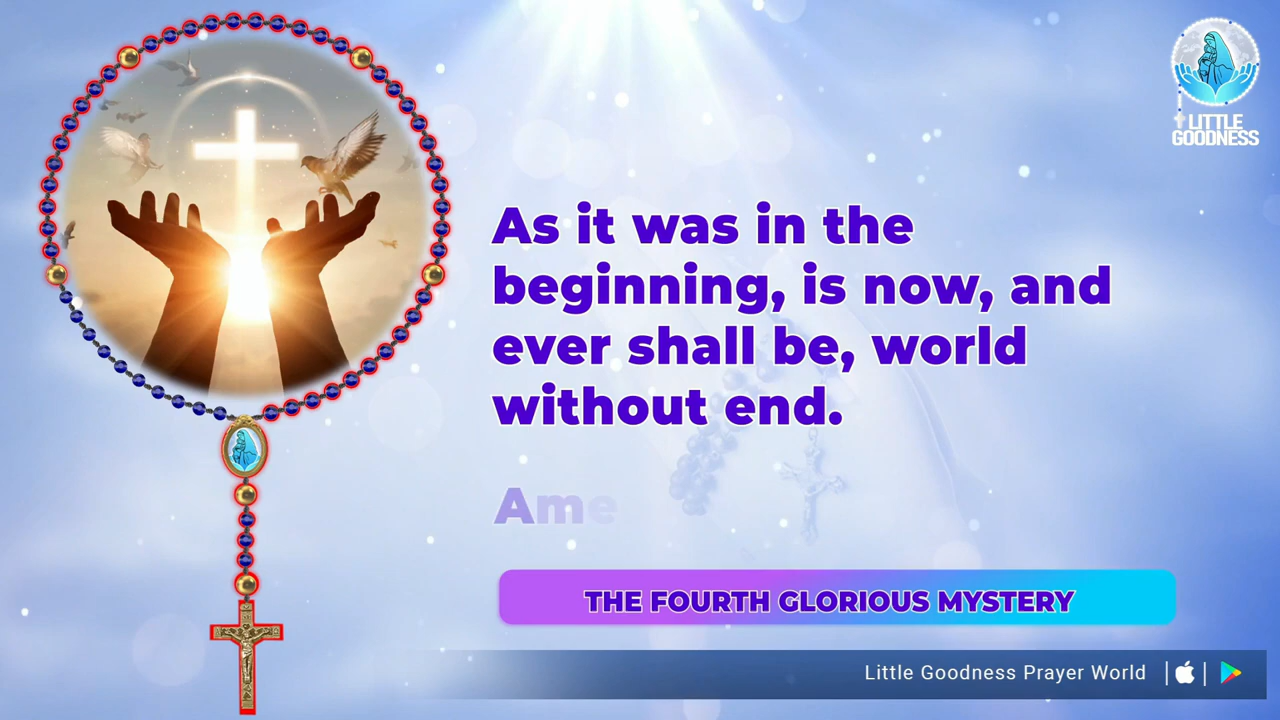 LITTLE
GOODNESS
As it was in the
beginning, is now, and
ever shall be, world
without end.
Ame
THE FOURTH GLORIOUS MYSTERY
Little Goodness Prayer World